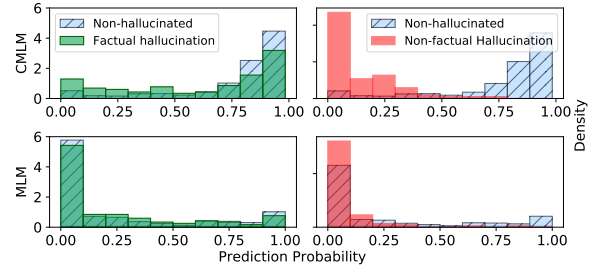 6
4
2
0
CMLM
Non-hallucinated
Factual hallucination
0.00 0.25 0.50 0.75 1.00
Non-hallucinated
Non-factual Hallucination
0.00 0.25 0.50 0.75 1.00
Density
6
4
2
0
MLM
0.00 0.25 0.50 0.75 1.00
0.00 0.25 0.50 0.75 1.00
Prediction Probability